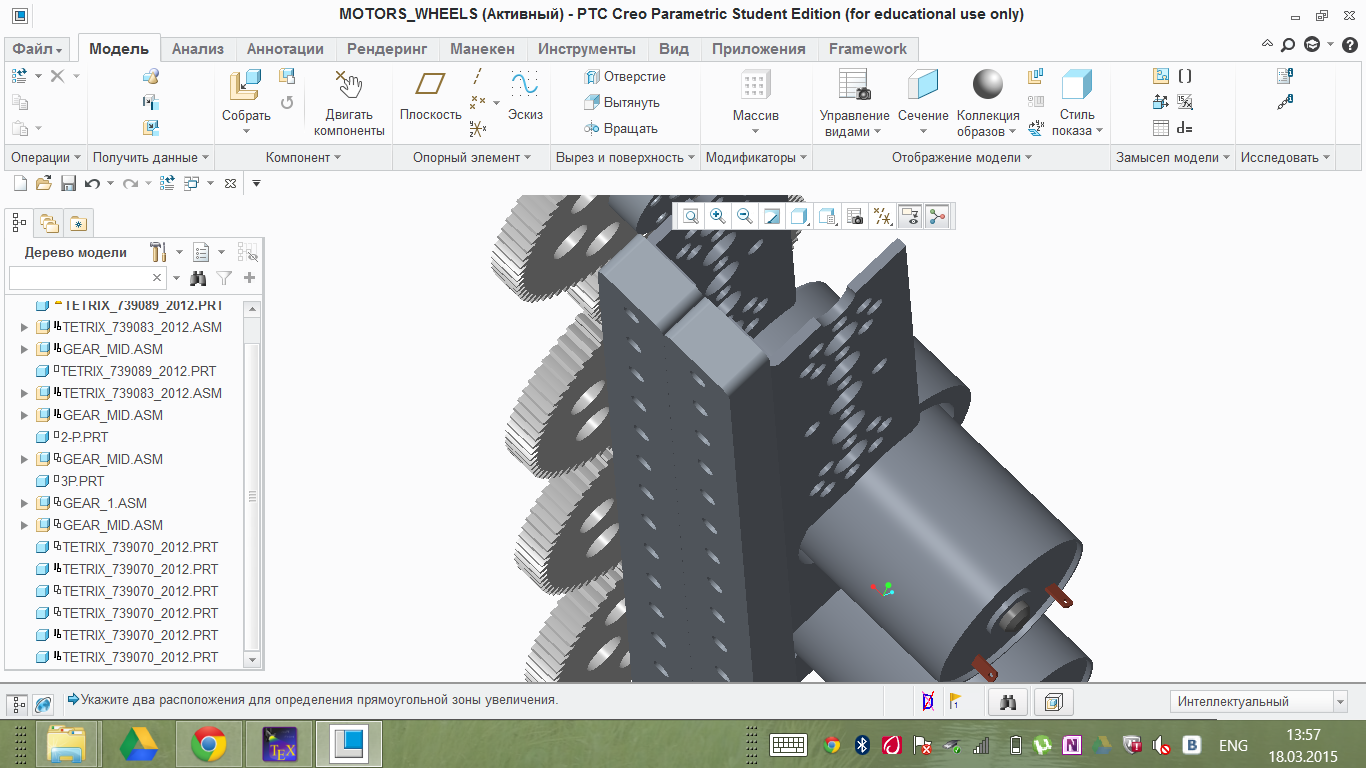 MOTORS_WHEELS (Активный) - PTC Creo Parametric Student Edition (for educational use only)
Файл
Модель
Анализ
Аннотации
Рендеринг
Манекен
Инструменты
Вид
Приложения
Framework
Собрать
Двигать
компоненты
Плоскость
Эскиз
Отверстие
Вытянуть
Вращать
Массив
Управление
видами
Сечение
Коллекция
образов
Стиль
показа
d=
Операции
Получить данные
Компонент
Опорный элемент
Вырез и поверхность
Модификаторы
Отображение модели
Замысел модели
Исследовать
Дерево модели
TETRIX_739089_2012.PRT
TETRIX_739083_2012.ASM
GEAR_MID.ASM
TETRIX_739089_2012.PRT
TETRIX_739083_2012.ASM
GEAR_MID.ASM
2-P.PRT
GEAR_MID.ASM
3P.PRT
GEAR_1.ASM
GEAR_MID.ASM
TETRIX_739070_2012.PRT
TETRIX_739070_2012.PRT
TETRIX_739070_2012.PRT
TETRIX_739070_2012.PRT
TETRIX_739070_2012.PRT
TETRIX_739070_2012.PRT
Укажите два расположения для определения прямоугольной зоны увеличения.
1
Интеллектуальный
TEX
N
B
ENG
13:57
18.03.2015